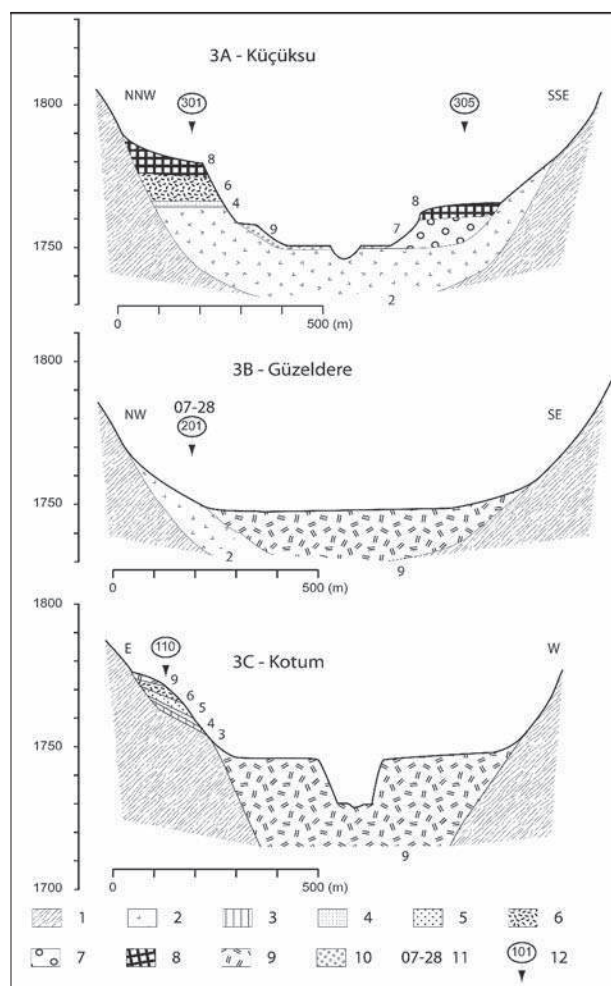 3A - Küçüksu
1800
NNW
301
305
SSE
8
6
4
9
8
7
1750
2
0
500 (m)
1800
3B - Güzeldere
07-28
NW
201
SE
1750
2
9
0
500 (m)
1800
3C - Kotum
E
110
W
9
6
5
4
3
1750
9
0
500 (m)
1700
1 2 3 4 5 6
7 8 9 10 07-28 11 101 12